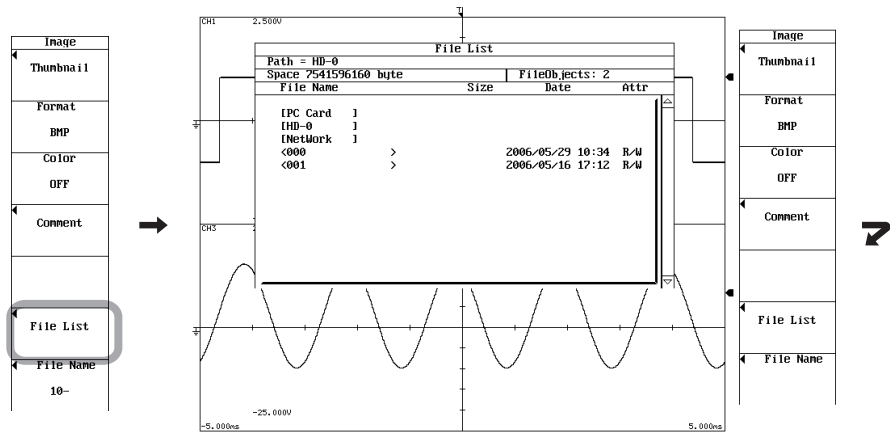 Image
Thumbnail
Format
BMP
Color
OFF
Comment
File List
File Name
10-
CH1 2.500V
T
File List
Path = HD-0
Space 7541596160 byte FileObjects: 2
File Name Size Date Attr
[PC Card ]
[HD-0 ]
[NetWork ]
<000 > 2006/05/29 10:34 R/W
<001 > 2006/05/16 17:12 R/W
CH3
-25.000V
-5.000ms 5.000ms
Image
Thumbnail
Format
BMP
Color
OFF
Comment
File List
File Name